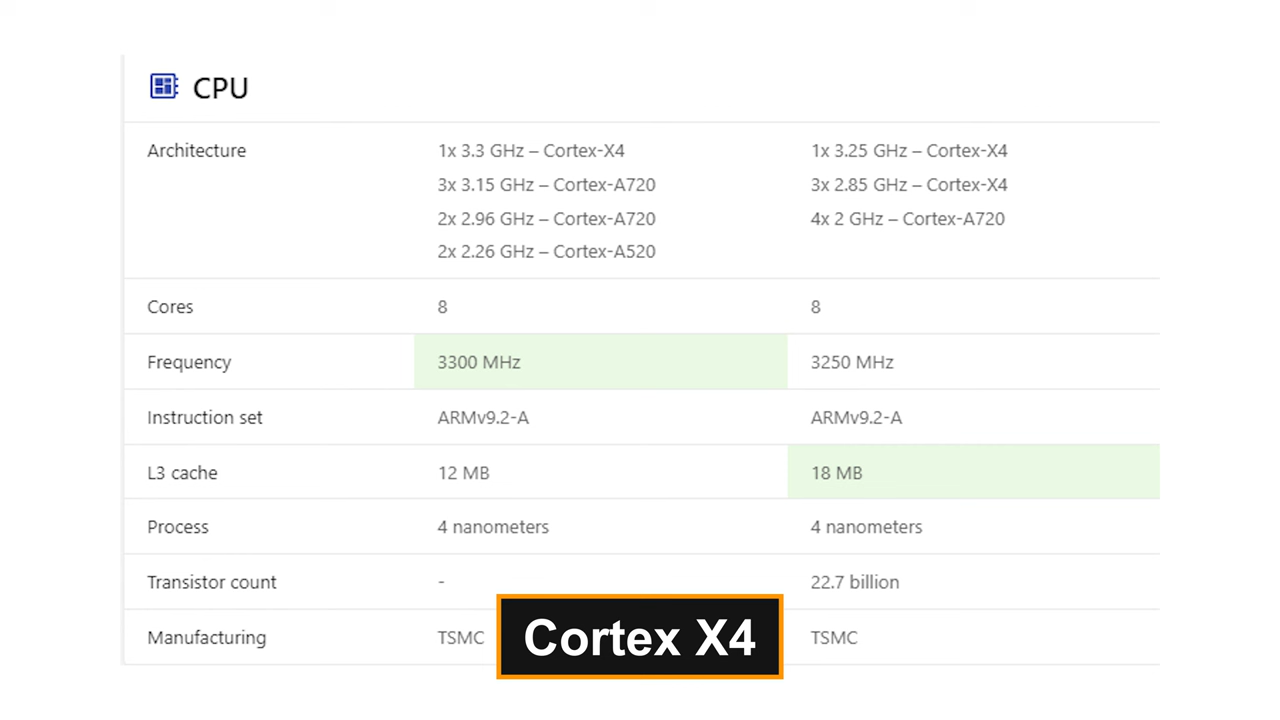 CPU
Architecture 1x 3.3 GHz – Cortex-X4 1x 3.25 GHz – Cortex-X4
3x 3.15 GHz – Cortex-A720 3x 2.85 GHz – Cortex-X4
2x 2.96 GHz – Cortex-A720 4x 2 GHz – Cortex-A720
2x 2.26 GHz – Cortex-A520
Cores 8 8
Frequency 3300 MHz 3250 MHz
Instruction set ARMv9.2-A ARMv9.2-A
L3 cache 12 MB 18 MB
Process 4 nanometers 4 nanometers
Transistor count - 22.7 billion
Manufacturing TSMC TSMC
Cortex X4